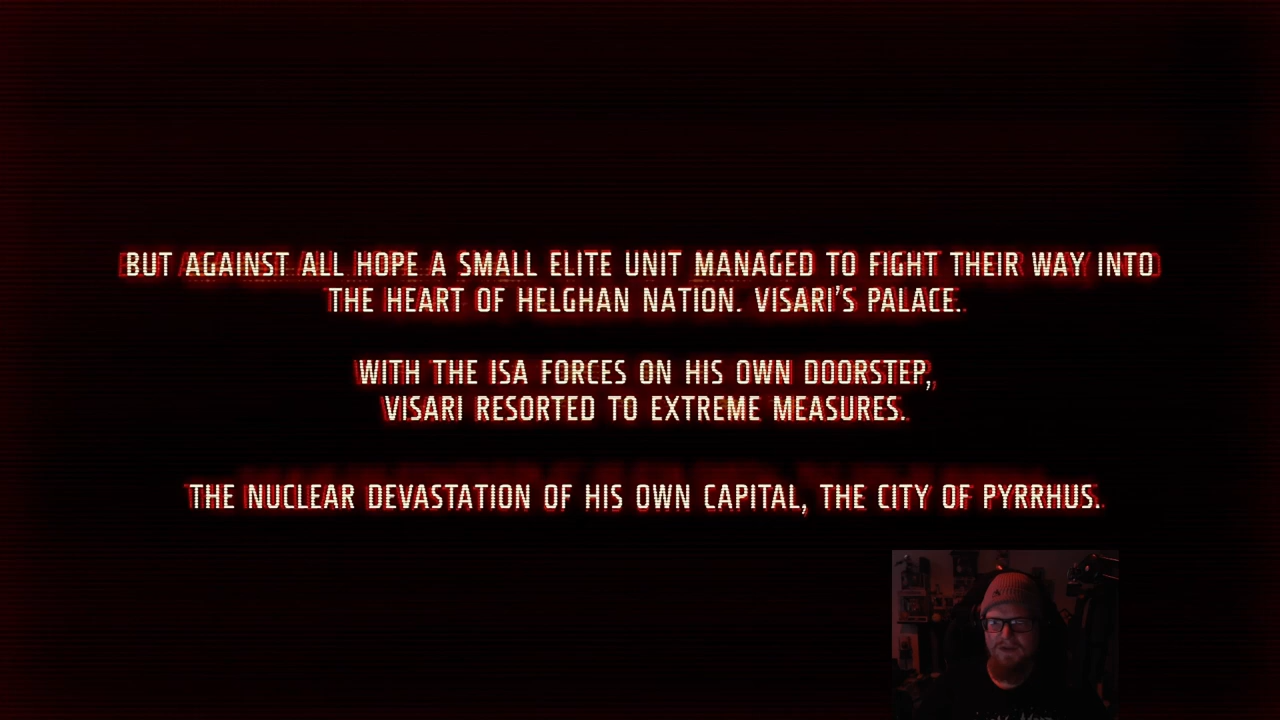 BUT AGAINST ALL HOPE A SMALL ELITE UNIT MANAGED TO FIGHT THEIR WAY INTO
THE HEART OF HELGHAN NATION. VISARI'S PALACE.
WITH THE ISA FORCES ON HIS OWN DOORSTEP,
VISARI RESORTED TO EXTREME MEASURES.
THE NUCLEAR DEVASTATION OF HIS OWN CAPITAL, THE CITY OF PYRRHUS.